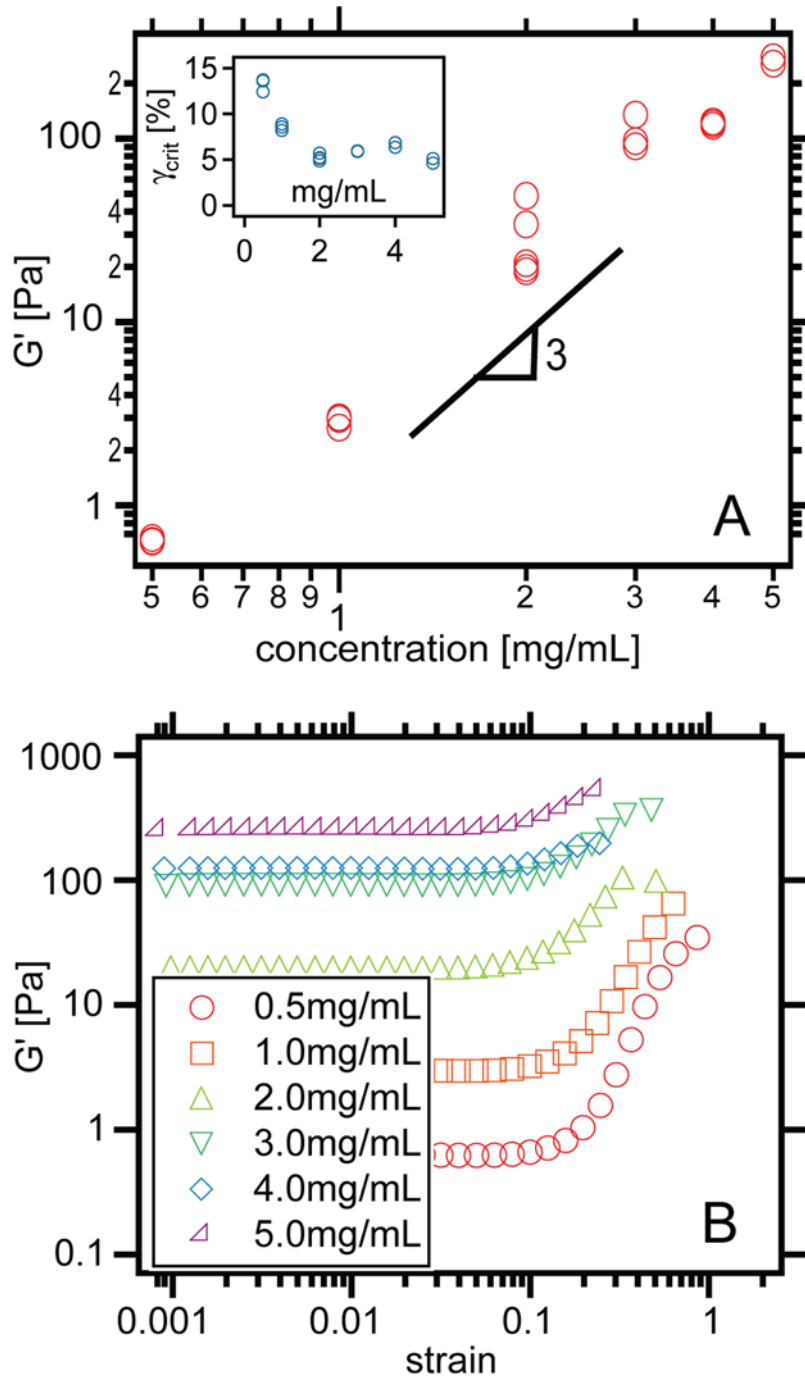 15
10
5
0
γcrit [%]
mg/mL
0 2 4
2
100
4
2
10
4
2
1
G' [Pa]
3
A
5 6 7 8 9 1 2 3 4 5
concentration [mg/mL]
1000
100
10
1
0.1
G' [Pa]
0.5mg/mL
1.0mg/mL
2.0mg/mL
3.0mg/mL
4.0mg/mL
5.0mg/mL
B
0.001 0.01 0.1 1
strain